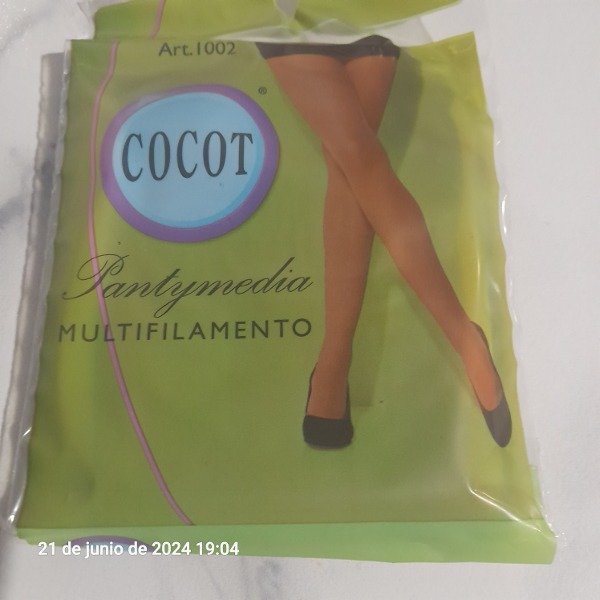 Art.1002
COCOT
®
Pantymedia
MULTIFILAMENTO
21 de junio de 2024 19:04